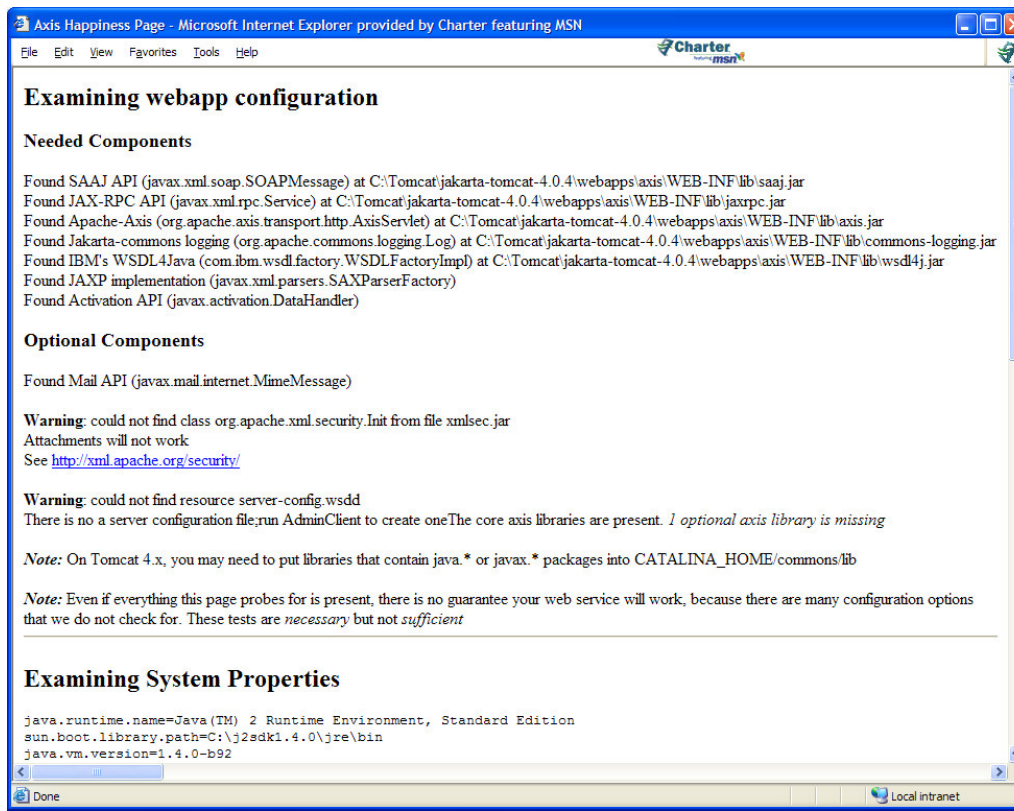 Axis Happiness Page - Microsoft Internet Explorer provided by Charter featuring MSN
File Edit View Favorites Tools Help
Charter
featuring msn
Examining webapp configuration
Needed Components
Found SAAJ API (javax.xml.soap.SOAPMessage) at C:\Tomcat\jakarta-tomcat-4.0.4\webapps\axis\WEB-INF\lib\saaj.jar
Found JAX-RPC API (javax.xml.rpc.Service) at C:\Tomcat\jakarta-tomcat-4.0.4\webapps\axis\WEB-INF\lib\jaxrpc.jar
Found Apache-Axis (org.apache.axis.transport.http.AxisServlet) at C:\Tomcat\jakarta-tomcat-4.0.4\webapps\axis\WEB-INF\lib\axis.jar
Found Jakarta-commons logging (org.apache.commons.logging.Log) at C:\Tomcat\jakarta-tomcat-4.0.4\webapps\axis\WEB-INF\lib\commons-logging.jar
Found IBM's WSDL4Java (com.ibm.wsdl.factory.WSDLFactoryImpl) at C:\Tomcat\jakarta-tomcat-4.0.4\webapps\axis\WEB-INF\lib\wsdl4j.jar
Found JAXP implementation (javax.xml.parsers.SAXParserFactory)
Found Activation API (javax.activation.DataHandler)
Optional Components
Found Mail API (javax.mail.internet.MimeMessage)
Warning: could not find class org.apache.xml.security.Init from file xmlsec.jar
Attachments will not work
See http://xml.apache.org/security/
Warning: could not find resource server-config.wsdd
There is no a server configuration file;run AdminClient to create oneThe core axis libraries are present. 1 optional axis library is missing
Note: On Tomcat 4.x, you may need to put libraries that contain java.* or javax.* packages into CATALINA_HOME/commons/lib
Note: Even if everything this page probes for is present, there is no guarantee your web service will work, because there are many configuration options
that we do not check for. These tests are necessary but not sufficient
Examining System Properties
java.runtime.name=Java(TM) 2 Runtime Environment, Standard Edition
sun.boot.library.path=C:\j2sdk1.4.0\jre\bin
java.vm.version=1.4.0-b92
Done
Local intranet